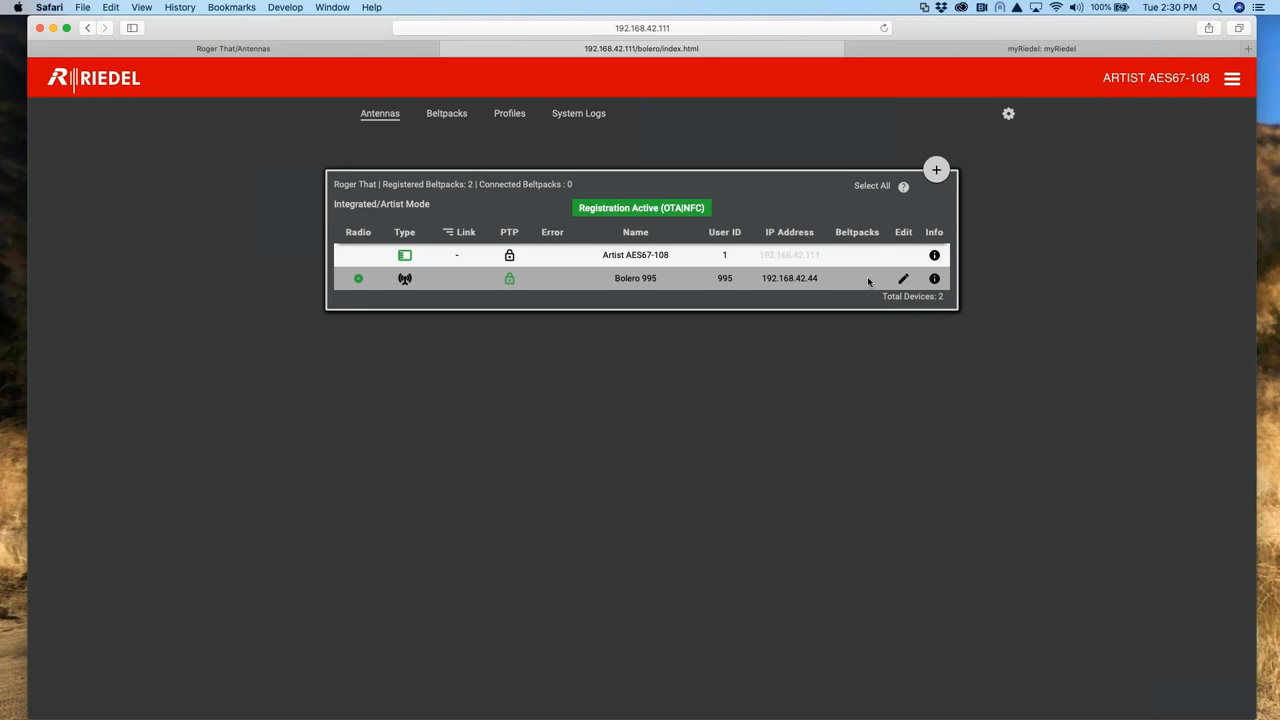 Safari File Edit View History Bookmarks Develop Window Help 100% Tue 2:30 PM
192.168.42.111
Roger That/Antennas 192.168.42.111/bolero/index.html myRiedel: myRiedel
RIEDEL ARTIST AES67-108
Antennas Beltpacks Profiles System Logs
+
Roger That | Registered Beltpacks: 2 | Connected Beltpacks : 0 Select All ?
Integrated/Artist Mode Registration Active (OTA|NFC)
Radio Type Link PTP Error Name User ID IP Address Beltpacks Edit Info
- Artist AES67-108 1 192.168.42.111
Bolero 995 995 192.168.42.44
Total Devices: 2